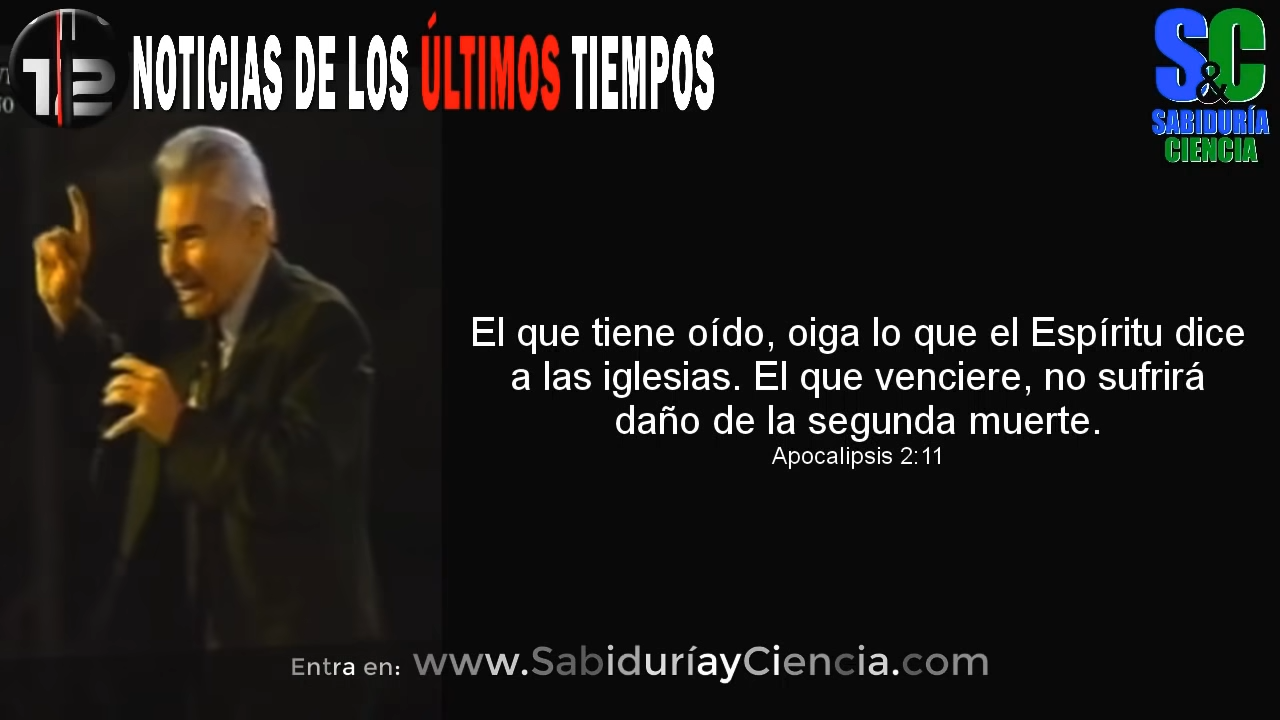 12
NOTICIAS DE LOS ÚLTIMOS TIEMPOS
S&C
SABIDURÍA
CIENCIA
El que tiene oído, oiga lo que el Espíritu dice
a las iglesias. El que venciere, no sufrirá
daño de la segunda muerte.
Apocalipsis 2:11
Entra en: www.SabiduríayCiencia.com